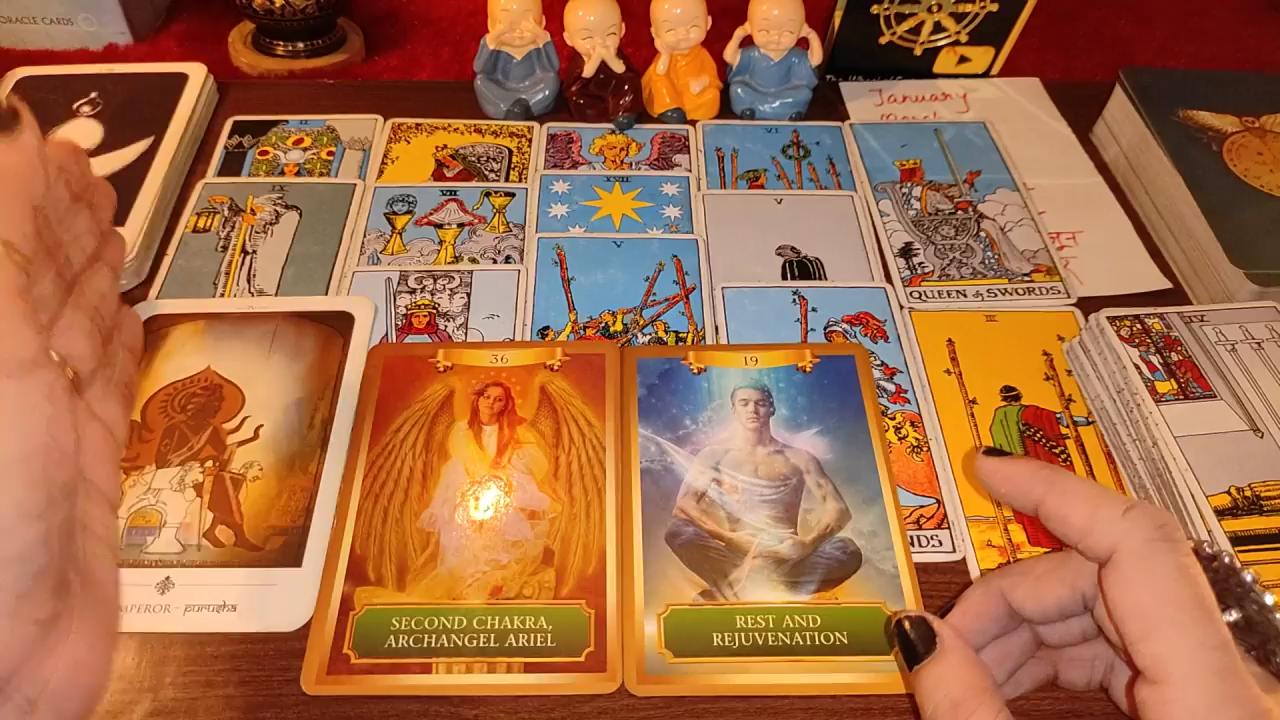 ORACLE CARDS
January
VI
IX
VII
XVII
V
V
QUEEN of SWORDS.
III
IV
36
19
NDS
SECOND CHAKRA,
ARCHANGEL ARIEL
REST AND
REJUVENATION
EMPEROR - purusha